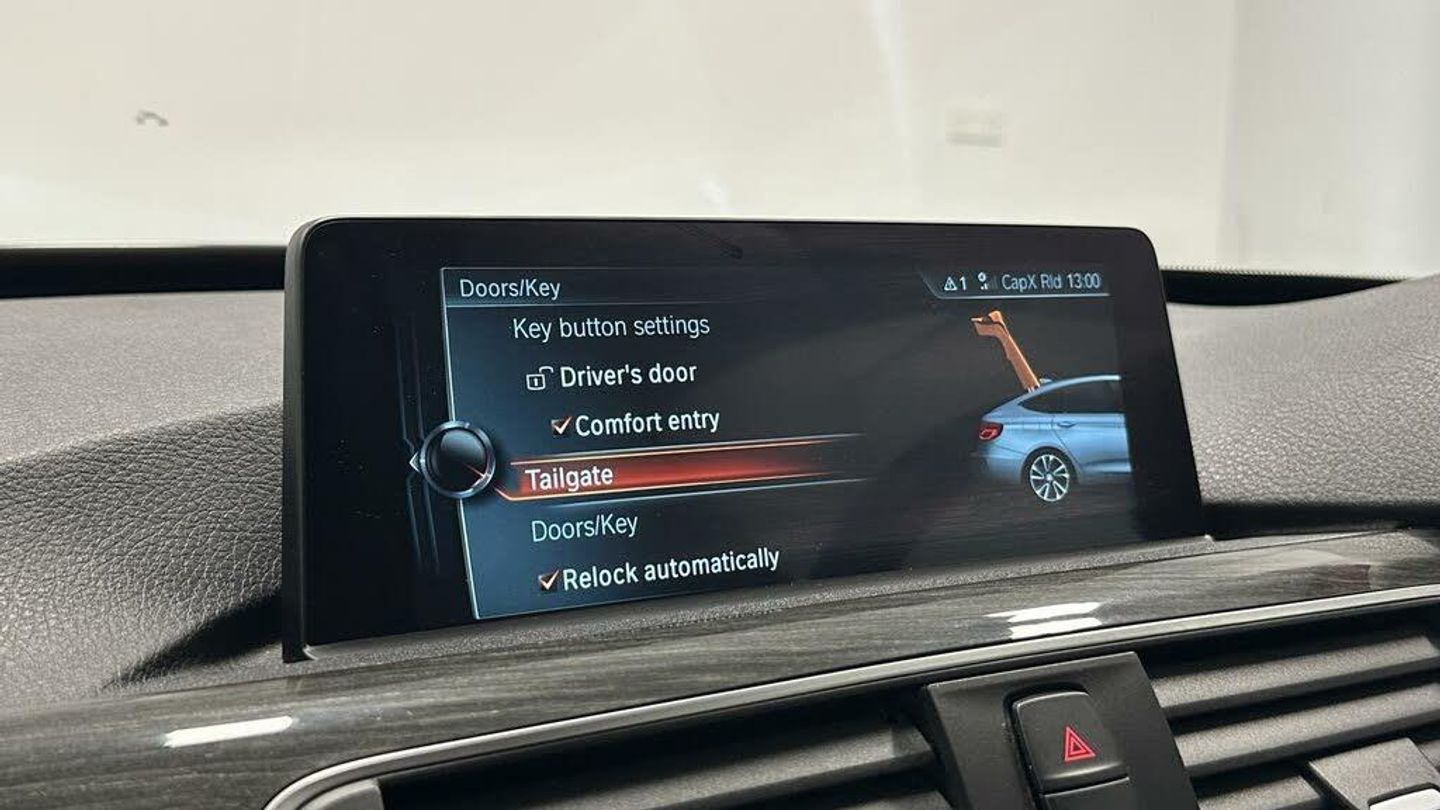 Doors/Key
1 CapX Rld 13:00
Key button settings
Driver's door
Comfort entry
Tailgate
Doors/Key
Relock automatically